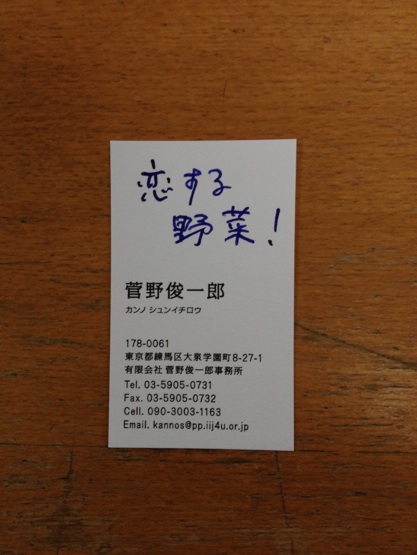 恋する
野菜！
菅野俊一郎
カンノ シュンイチロウ
178-0061
東京都練馬区大泉学園町8-27-1
有限会社 菅野俊一郎事務所
Tel. 03-5905-0731
Fax. 03-5905-0732
Cell. 090-3003-1163
Email. kannos@pp.iij4u.or.jp